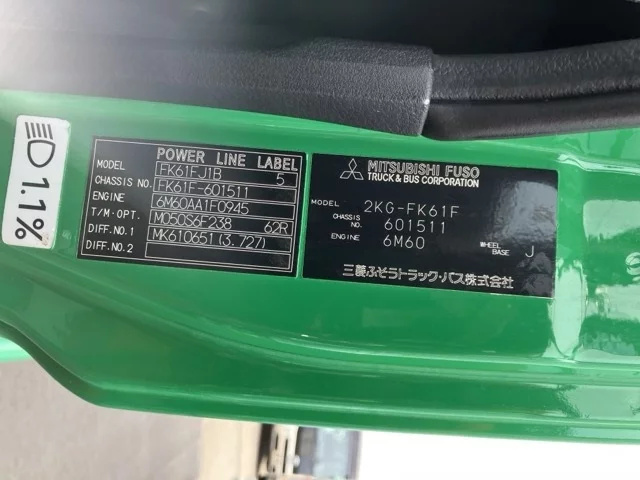 1.1%
POWER LINE LABEL
MODEL FK61FJ1B 5
CHASSIS NO. FK61F-601511
ENGINE 6M60AA1E0945
T/M·OPT. M050S6F238 62R
DIFF. NO.1 MK610651(3.727)
DIFF. NO.2
MITSUBISHI FUSO
TRUCK & BUS CORPORATION
MODEL 2KG-FK61F
CHASSIS NO. 601511
ENGINE 6M60 WHEEL BASE J
三菱ふそうトラック・バス株式会社